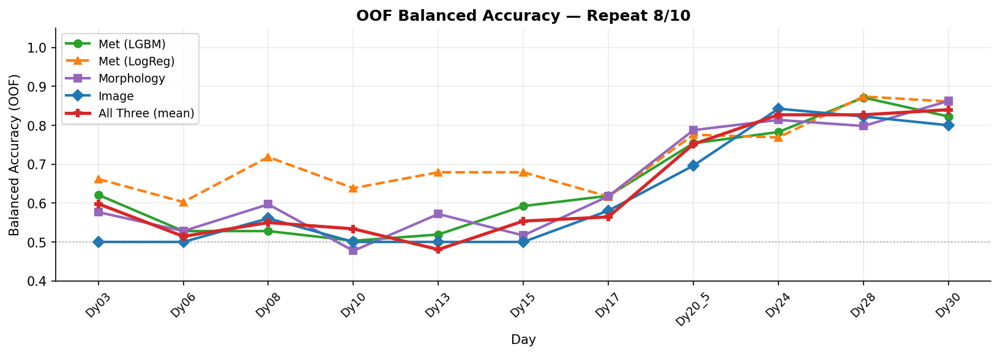 OOF Balanced Accuracy — Repeat 8/10
Met (LGBM)
Met (LogReg)
Morphology
Image
All Three (mean)
Balanced Accuracy (OOF)
1.0
0.9
0.8
0.7
0.6
0.5
0.4
Dy03
Dy06
Dy08
Dy10
Dy13
Dy15
Dy17
Dy20_5
Dy24
Dy28
Dy30
Day